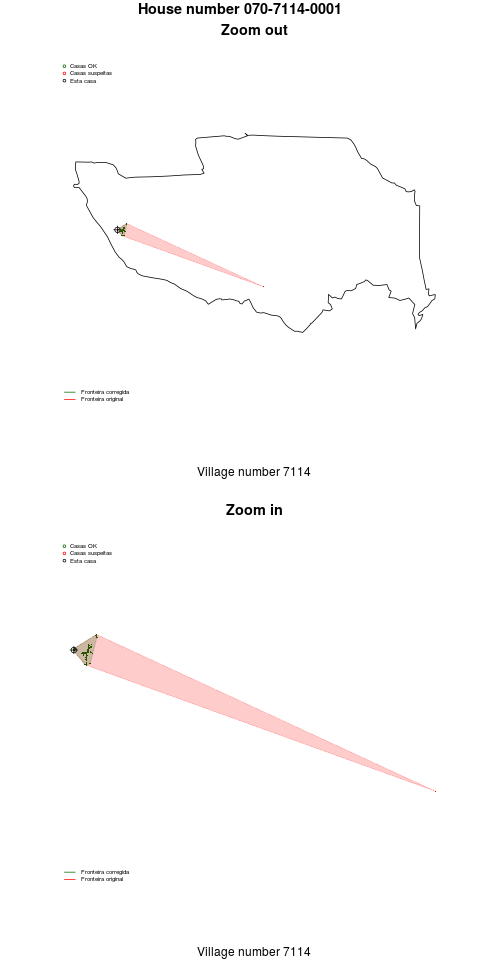 House number 070-7114-0001
Zoom out
Casas OK
Casas suspeitas
Esta casa
Fronteira corregida
Fronteira original
Village number 7114
Zoom in
Casas OK
Casas suspeitas
Esta casa
Fronteira corregida
Fronteira original
Village number 7114